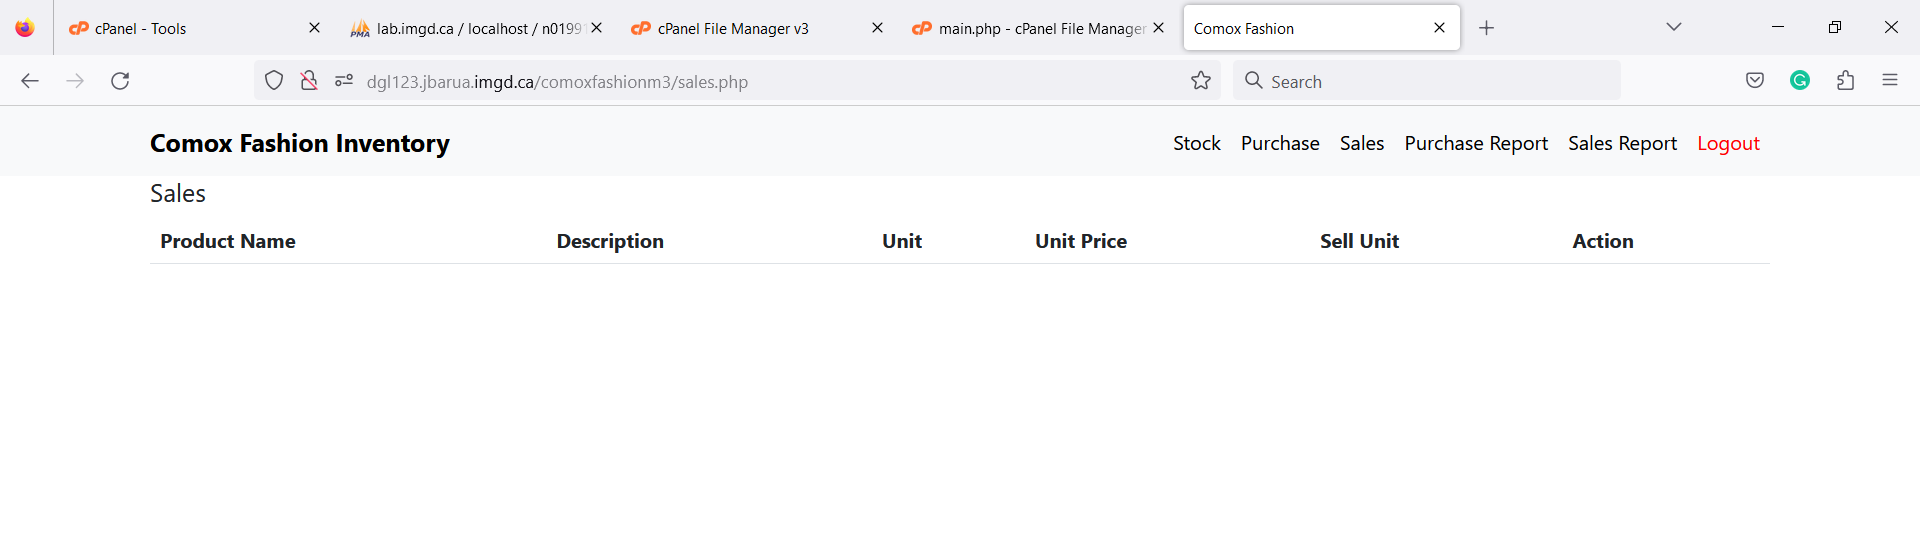 cPanel - Tools
lab.imgd.ca / localhost / n0199
cPanel File Manager v3
main.php - cPanel File Manager
Comox Fashion
dgl123.jbarua.imgd.ca/comoxfashionm3/sales.php
Search
Comox Fashion Inventory
Stock Purchase Sales Purchase Report Sales Report Logout
Sales
Product Name Description Unit Unit Price Sell Unit Action